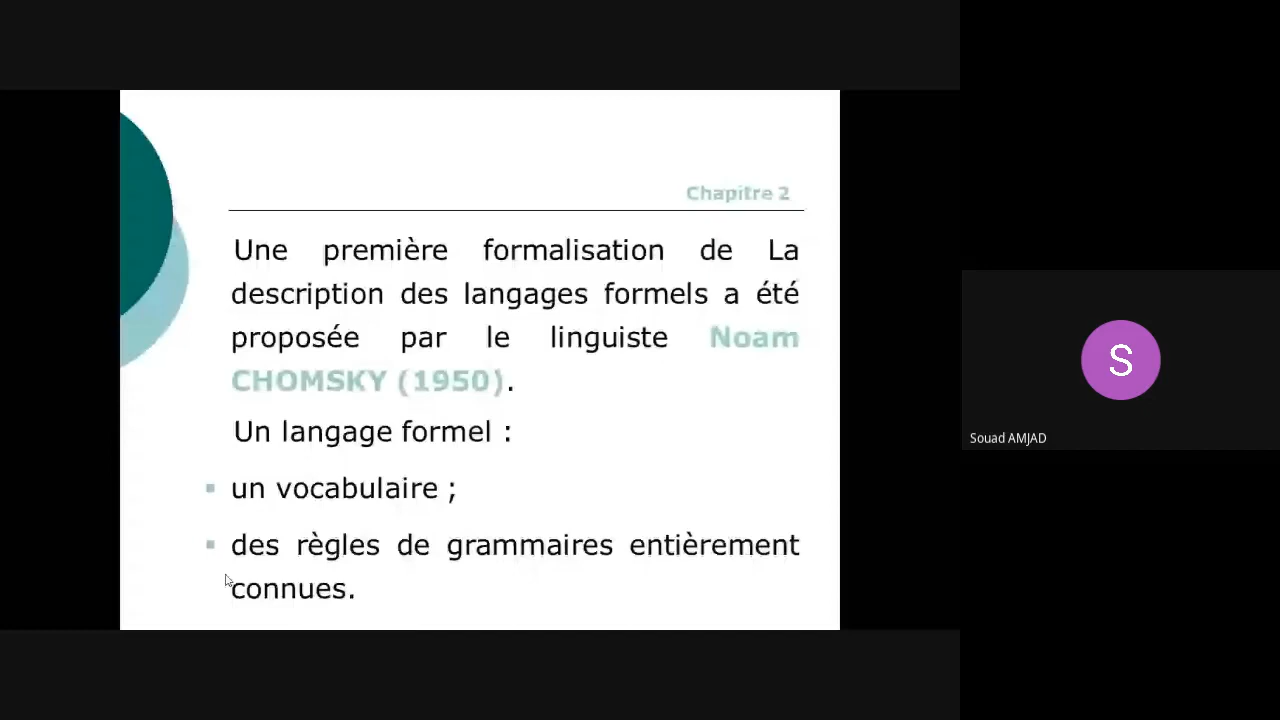 Chapitre 2
Une première formalisation de La
description des langages formels a été
proposée par le linguiste Noam
CHOMSKY (1950).
Un langage formel :
▪ un vocabulaire ;
▪ des règles de grammaires entièrement
connues.
S
Souad AMJAD